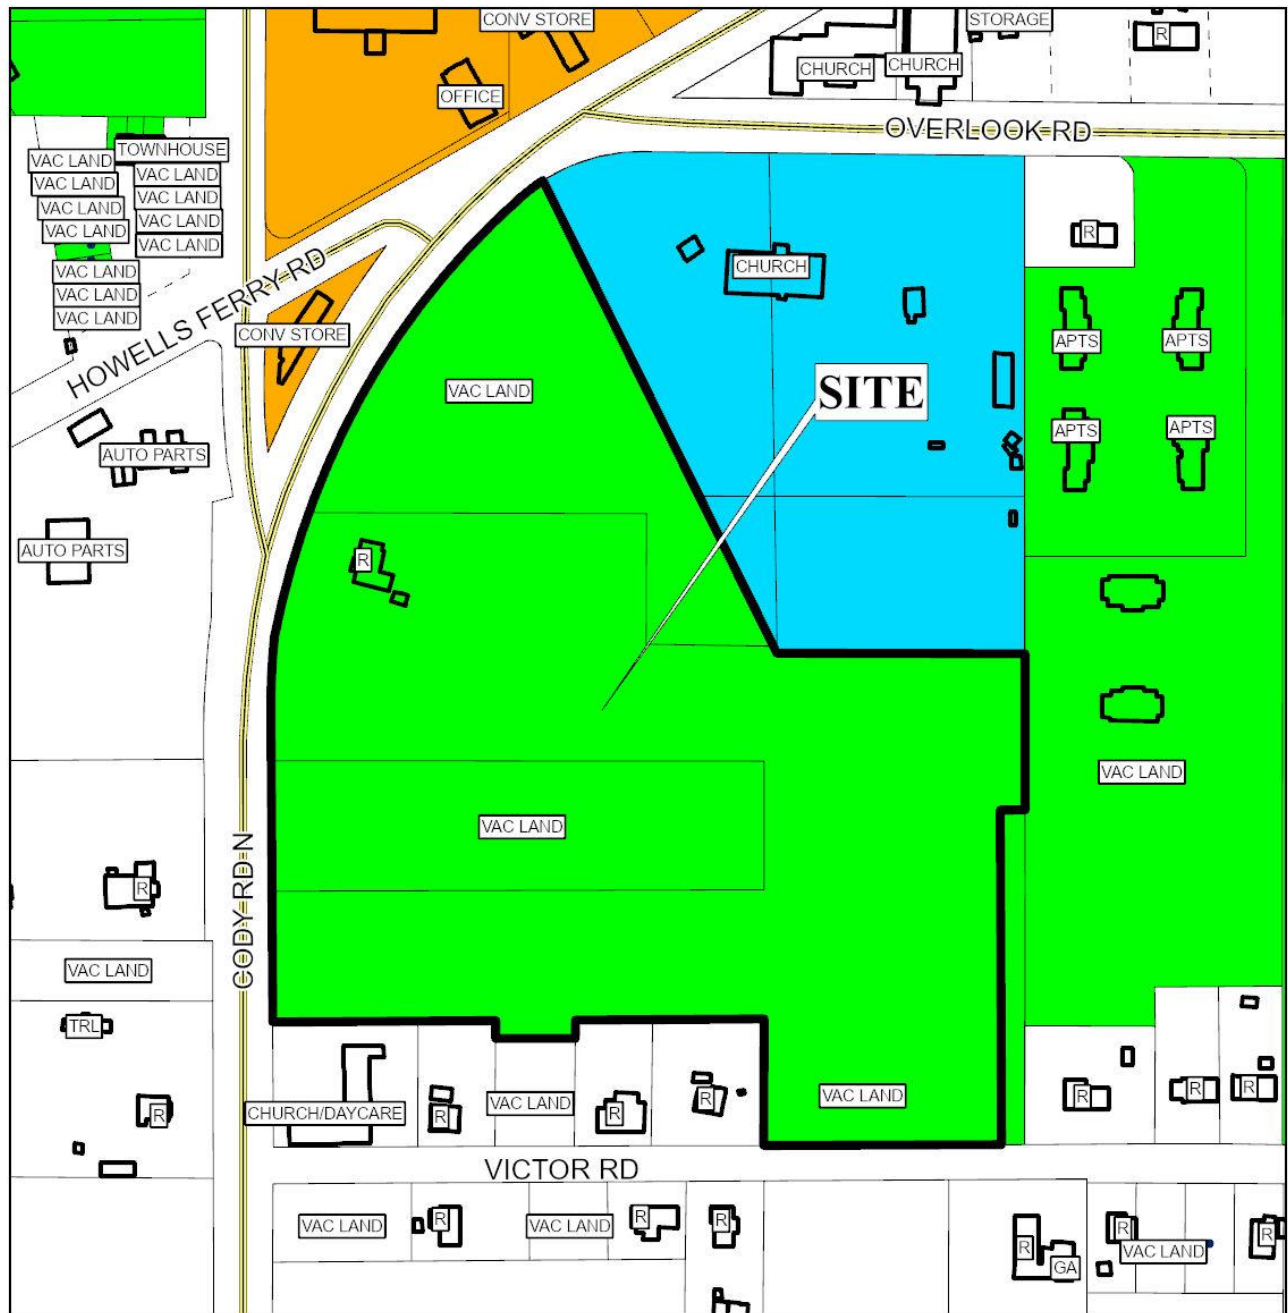 CONV STORE
STORAGE
R
CHURCH
CHURCH
OFFICE
OVERLOOK RD
TOWNHOUSE
VAC LAND
VAC LAND
VAC LAND
VAC LAND
VAC LAND
VAC LAND
VAC LAND
VAC LAND
VAC LAND
VAC LAND
VAC LAND
R
CHURCH
HOWELLS FERRY RD
CONV STORE
APTS
APTS
VAC LAND
SITE
APTS
APTS
AUTO PARTS
AUTO PARTS
R
VAC LAND
VAC LAND
R
CODY RD N
VAC LAND
TRL
R
CHURCH/DAYCARE
R
VAC LAND
R
R
VAC LAND
R
R
R
VICTOR RD
VAC LAND
R
VAC LAND
R
R
R
GA
R
VAC LAND
R